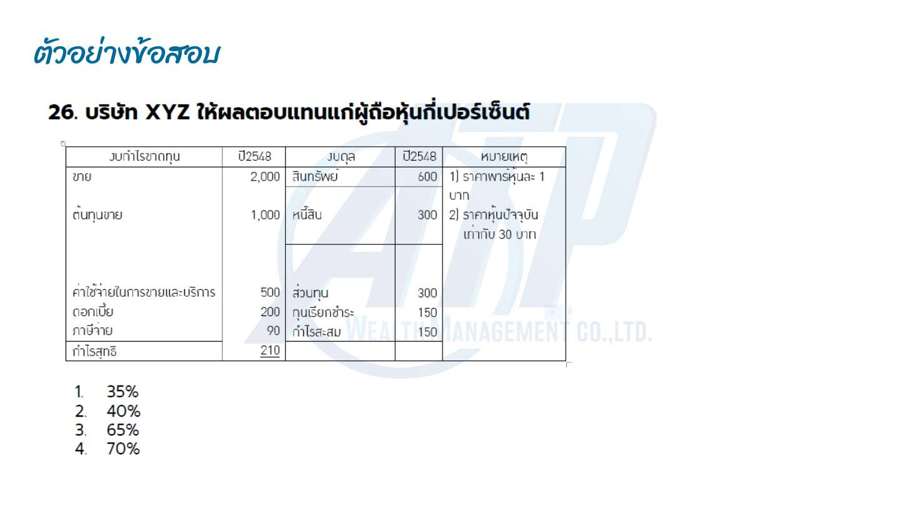 ตัวอย่างข้อสอบ
26. บริษัท XYZ ให้ผลตอบแทนแก่ผู้ถือหุ้นกี่เปอร์เซ็นต์
งบกำไรขาดทุน ปี2548 งบดุล ปี2548 หมายเหตุ
ขาย 2,000 สินทรัพย์ 600 1) ราคาพาร์หุ้นละ 1
บาท
ต้นทุนขาย 1,000 หนี้สิน 300 2) ราคาหุ้นปัจจุบัน
เท่ากับ 30 บาท
ค่าใช้จ่ายในการขายและบริการ 500 ส่วนทุน 300
ดอกเบี้ย 200 ทุนเรียกชำระ 150
ภาษีจ่าย 90 กำไรสะสม 150
กำไรสุทธิ 210
1. 35%
2. 40%
3. 65%
4. 70%
ATP
WEALTH MANAGEMENT CO.,LTD.